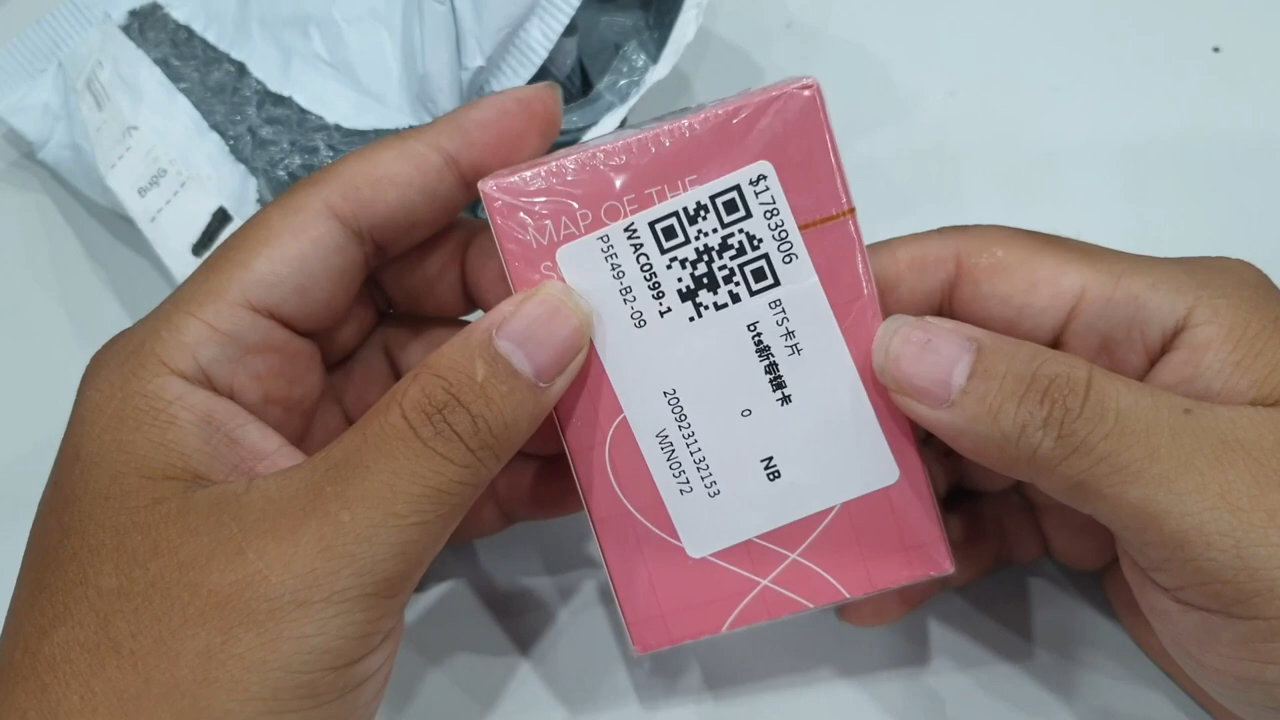 MAP OF THE
S
$1783906
WAC0599-1
P5E49-B2-09
BTS卡片
bts新专辑卡
0
NB
2009231132153
WIN0572